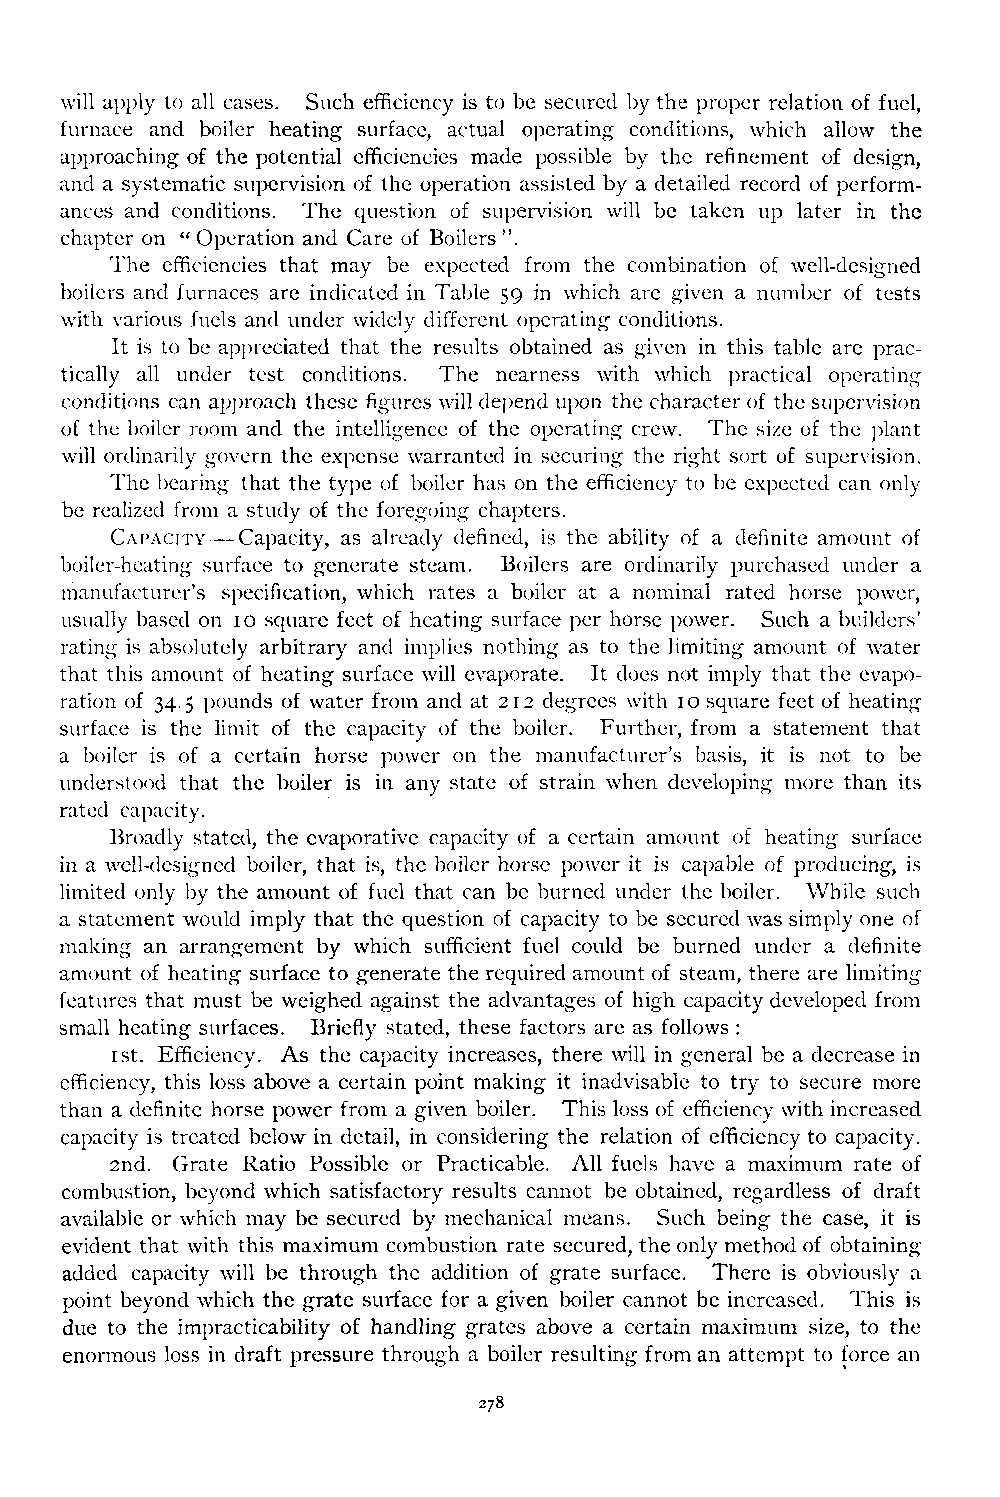 will apply to all cases. Such efficiency is to be secured by the proper relation of fuel,
furnace and boiler heating surface, actual operating conditions, which allow the
approaching of the potential efficiencies made possible by the refinement of design,
and a systematic supervision of the operation assisted by a detailed record of perform-
ances and conditions. The question of supervision will be taken up later in the
chapter on “Operation and Care of Boilers”.
The efficiencies that may be expected from the combination of well-designed
boilers and furnaces are indicated in Table 59 in which are given a number of tests
with various fuels and under widely different operating conditions.
It is to be appreciated that the results obtained as given in this table are prac-
tically all under test conditions. The nearness with which practical operating
conditions can approach these figures will depend upon the character of the supervision
of the boiler room and the intelligence of the operating crew. The size of the plant
will ordinarily govern the expense warranted in securing the right sort of supervision.
The bearing that the type of boiler has on the efficiency to be expected can only
be realized from a study of the foregoing chapters.
CAPACITY—Capacity, as already defined, is the ability of a definite amount of
boiler-heating surface to generate steam. Boilers are ordinarily purchased under a
manufacturer's specification, which rates a boiler at a nominal rated horse power,
usually based on 10 square feet of heating surface per horse power. Such a builders'
rating is absolutely arbitrary and implies nothing as to the limiting amount of water
that this amount of heating surface will evaporate. It does not imply that the evapo-
ration of 34.5 pounds of water from and at 212 degrees with 10 square feet of heating
surface is the limit of the capacity of the boiler. Further, from a statement that
a boiler is of a certain horse power on the manufacturer's basis, it is not to be
understood that the boiler is in any state of strain when developing more than its
rated capacity.
Broadly stated, the evaporative capacity of a certain amount of heating surface
in a well-designed boiler, that is, the boiler horse power it is capable of producing, is
limited only by the amount of fuel that can be burned under the boiler. While such
a statement would imply that the question of capacity to be secured was simply one of
making an arrangement by which sufficient fuel could be burned under a definite
amount of heating surface to generate the required amount of steam, there are limiting
features that must be weighed against the advantages of high capacity developed from
small heating surfaces. Briefly stated, these factors are as follows :
1st. Efficiency. As the capacity increases, there will in general be a decrease in
efficiency, this loss above a certain point making it inadvisable to try to secure more
than a definite horse power from a given boiler. This loss of efficiency with increased
capacity is treated below in detail, in considering the relation of efficiency to capacity.
2nd. Grate Ratio Possible or Practicable. All fuels have a maximum rate of
combustion, beyond which satisfactory results cannot be obtained, regardless of draft
available or which may be secured by mechanical means. Such being the case, it is
evident that with this maximum combustion rate secured, the only method of obtaining
added capacity will be through the addition of grate surface. There is obviously a
point beyond which the grate surface for a given boiler cannot be increased. This is
due to the impracticability of handling grates above a certain maximum size, to the
enormous loss in draft pressure through a boiler resulting from an attempt to force an
278